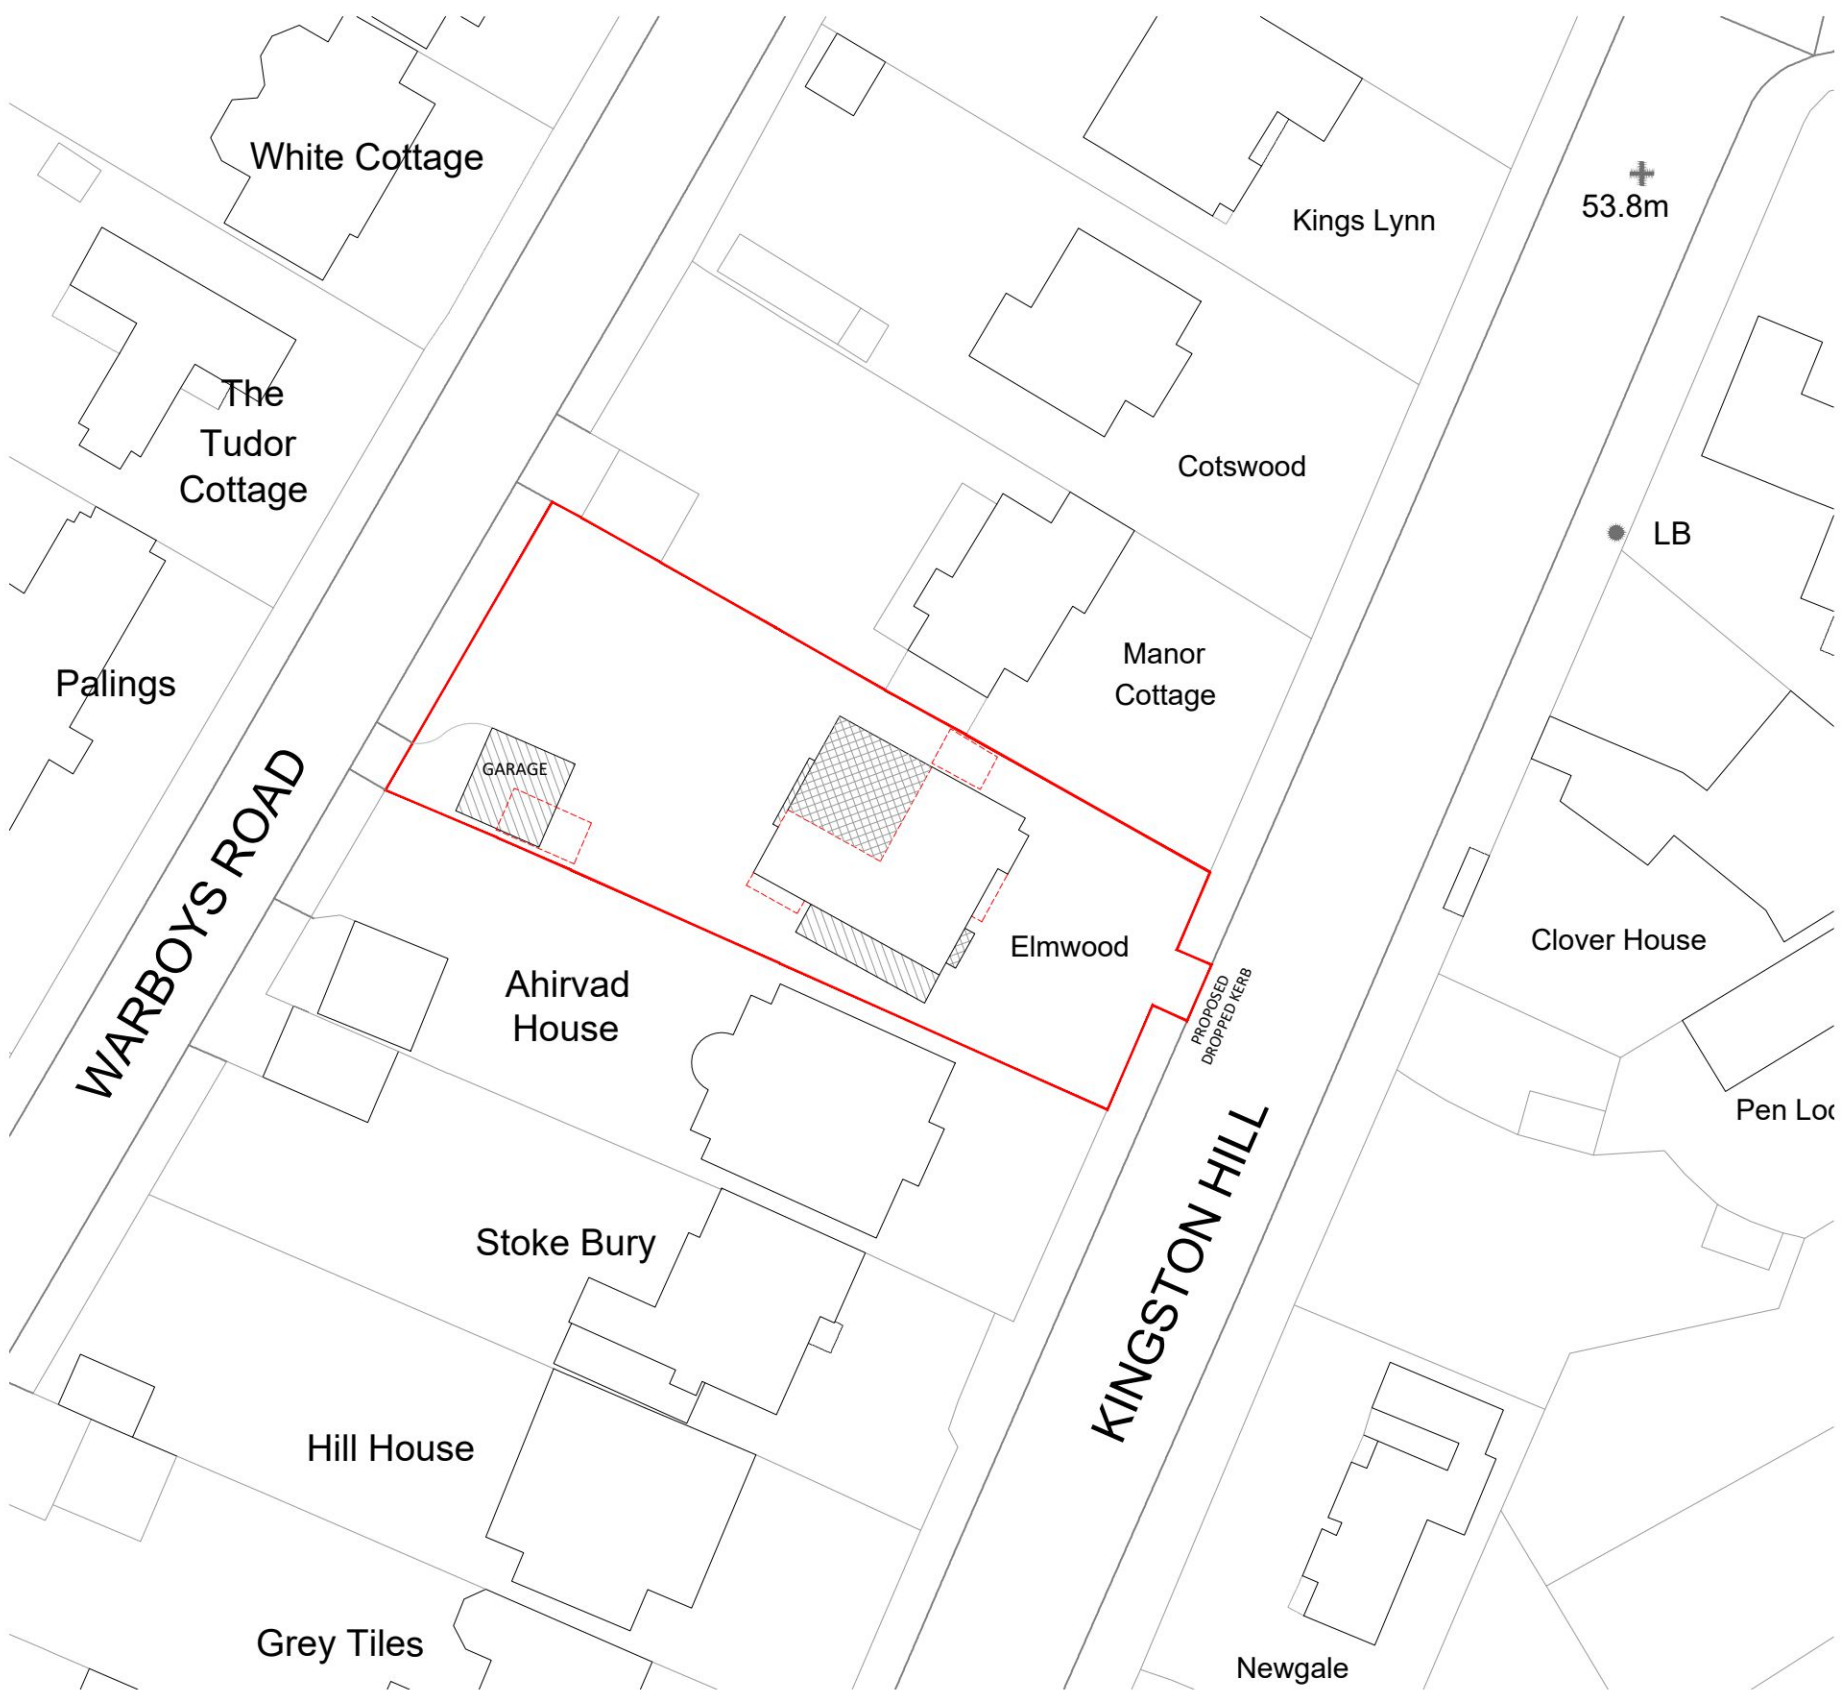 White Cottage
Kings Lynn
53.8m
The
Tudor
Cottage
Cotswood
LB
Manor
Cottage
Palings
GARAGE
WARBOYS ROAD
Elmwood
Clover House
PROPOSED
DROPPED KERB
Ahirvad
House
Pen Loc
Stoke Bury
KINGSTON HILL
Hill House
Grey Tiles
Newgale